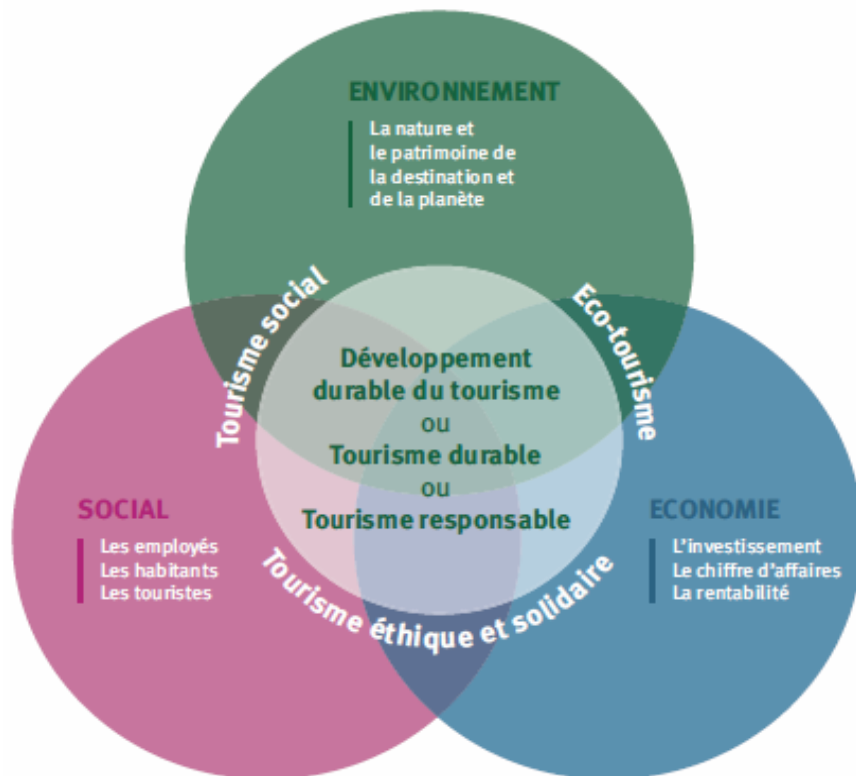 ENVIRONNEMENT
La nature et
le patrimoine de
la destination et
de la planète
Tourisme social
Eco-tourisme
Développement
durable du tourisme
ou
Tourisme durable
ou
Tourisme responsable
SOCIAL
Les employés
Les habitants
Les touristes
ECONOMIE
L'investissement
Le chiffre d'affaires
La rentabilité
Tourisme éthique et solidaire